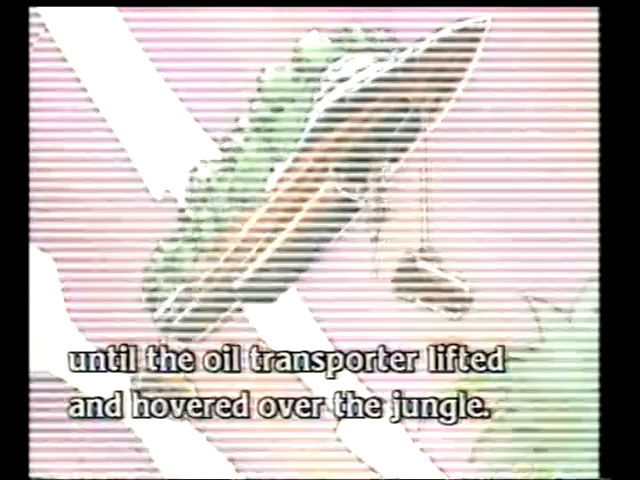 until the oil transporter lifted
and hovered over the jungle.